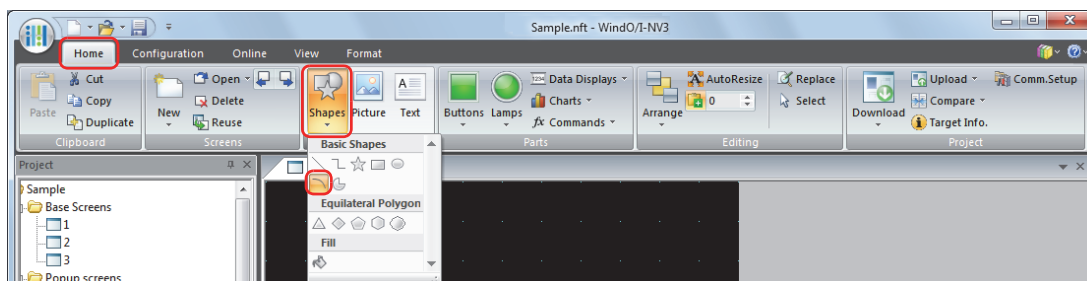 Sample.nft - WindO/I-NV3
Home Configuration Online View Format
Cut Open 1234 Data Displays AutoResize Replace Upload Comm.Setup
Copy Delete Charts 0 Select Compare
Paste Duplicate New Reuse Shapes Picture Text Buttons Lamps fx Commands Arrange Download Target Info.
Clipboard Screens Basic Shapes Parts Editing Project
Project
Sample
Base Screens
1
2
3
Popup screens
Equilateral Polygon
Fill